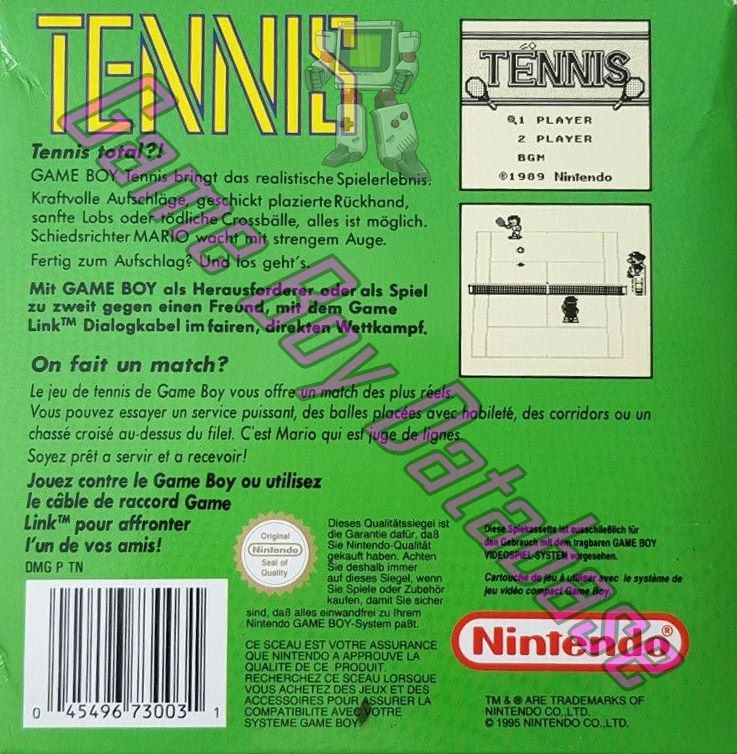 TENNIS
Tennis total?!
GAME BOY Tennis bringt das realistische Spielerlebnis.
Kraftvolle Aufschläge, geschickt plazierte Rückhand,
sanfte Lobs oder tödliche Crossbälle, alles ist möglich.
Schiedsrichter MARIO wacht mit strengem Auge.
Fertig zum Aufschlag? Und los geht's.
Mit GAME BOY als Herausforderer oder als Spiel
zu zweit gegen einen Freund, mit dem Game
Link™ Dialogkabel im fairen, direkten Wettkampf.
TENNIS
1 PLAYER
2 PLAYER
BGM
©1989 Nintendo
On fait un match?
Le jeu de tennis de Game Boy vous offre un match des plus réels.
Vous pouvez essayer un service puissant, des balles placées avec habileté, des corridors ou un
chassé croisé au-dessus du filet. C'est Mario qui est juge de lignes.
Soyez prêt a servir et a recevoir!
Jouez contre le Game Boy ou utilisez
le câble de raccord Game
Link™ pour affronter
l'un de vos amis!
DMG P TN
Original
Nintendo
Seal of
Quality
Dieses Qualitätssiegel ist
die Garantie dafür, daß
Sie Nintendo-Qualität
gekauft haben. Achten
Sie deshalb immer
auf dieses Siegel, wenn
Sie Spiele oder Zubehör
kaufen, damit Sie sicher
sind, daß alles einwandfrei zu Ihrem
Nintendo GAME BOY-System paßt.
CE SCEAU EST VOTRE ASSURANCE
QUE NINTENDO A APPROUVE LA
QUALITE DE CE PRODUIT.
RECHERCHEZ CE SCEAU LORSQUE
VOUS ACHETEZ DES JEUX ET DES
ACCESSOIRES POUR ASSURER LA
COMPATIBILITE AVEC VOTRE
SYSTEME GAME BOY.
Diese Spielkassette ist ausschließlich für
den Gebrauch mit dem tragbaren GAME BOY
VIDEOSPIEL-SYSTEM vorgesehen.
Cartouche de jeu à utiliser avec le système de
jeu vidéo compact Game Boy.
Nintendo®
TM & ® ARE TRADEMARKS OF
NINTENDO CO., LTD.
© 1995 NINTENDO CO., LTD.
0 45496 73003 1
Game Boy Database